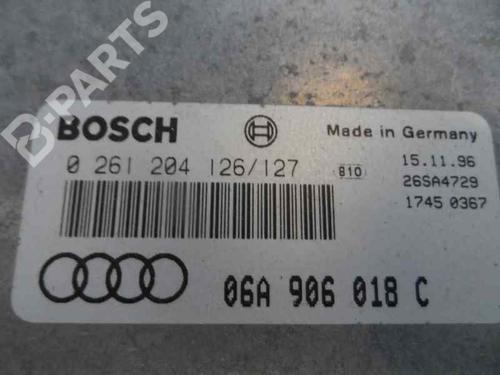 B-PARTS
BOSCH
Made in Germany
0 261 204 126/127
810
15.11.96
26SA4729
1745 0367
06A 906 018 C